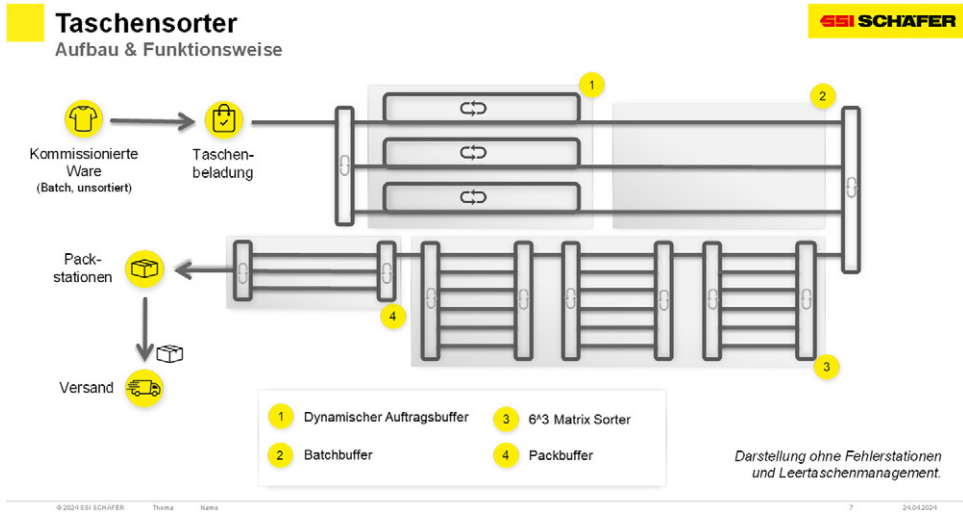 Taschensorter
Aufbau & Funktionsweise
SSI SCHÄFER
1
2
Kommissionierte
Ware
(Batch, unsortiert)
Taschen-
beladung
Pack-
stationen
4
3
Versand
1 Dynamischer Auftragsbuffer
3 6^3 Matrix Sorter
2 Batchbuffer
4 Packbuffer
Darstellung ohne Fehlerstationen
und Leertaschenmanagement.
© 2024 SSI SCHÄFER Thema Name 7 24.04.2024